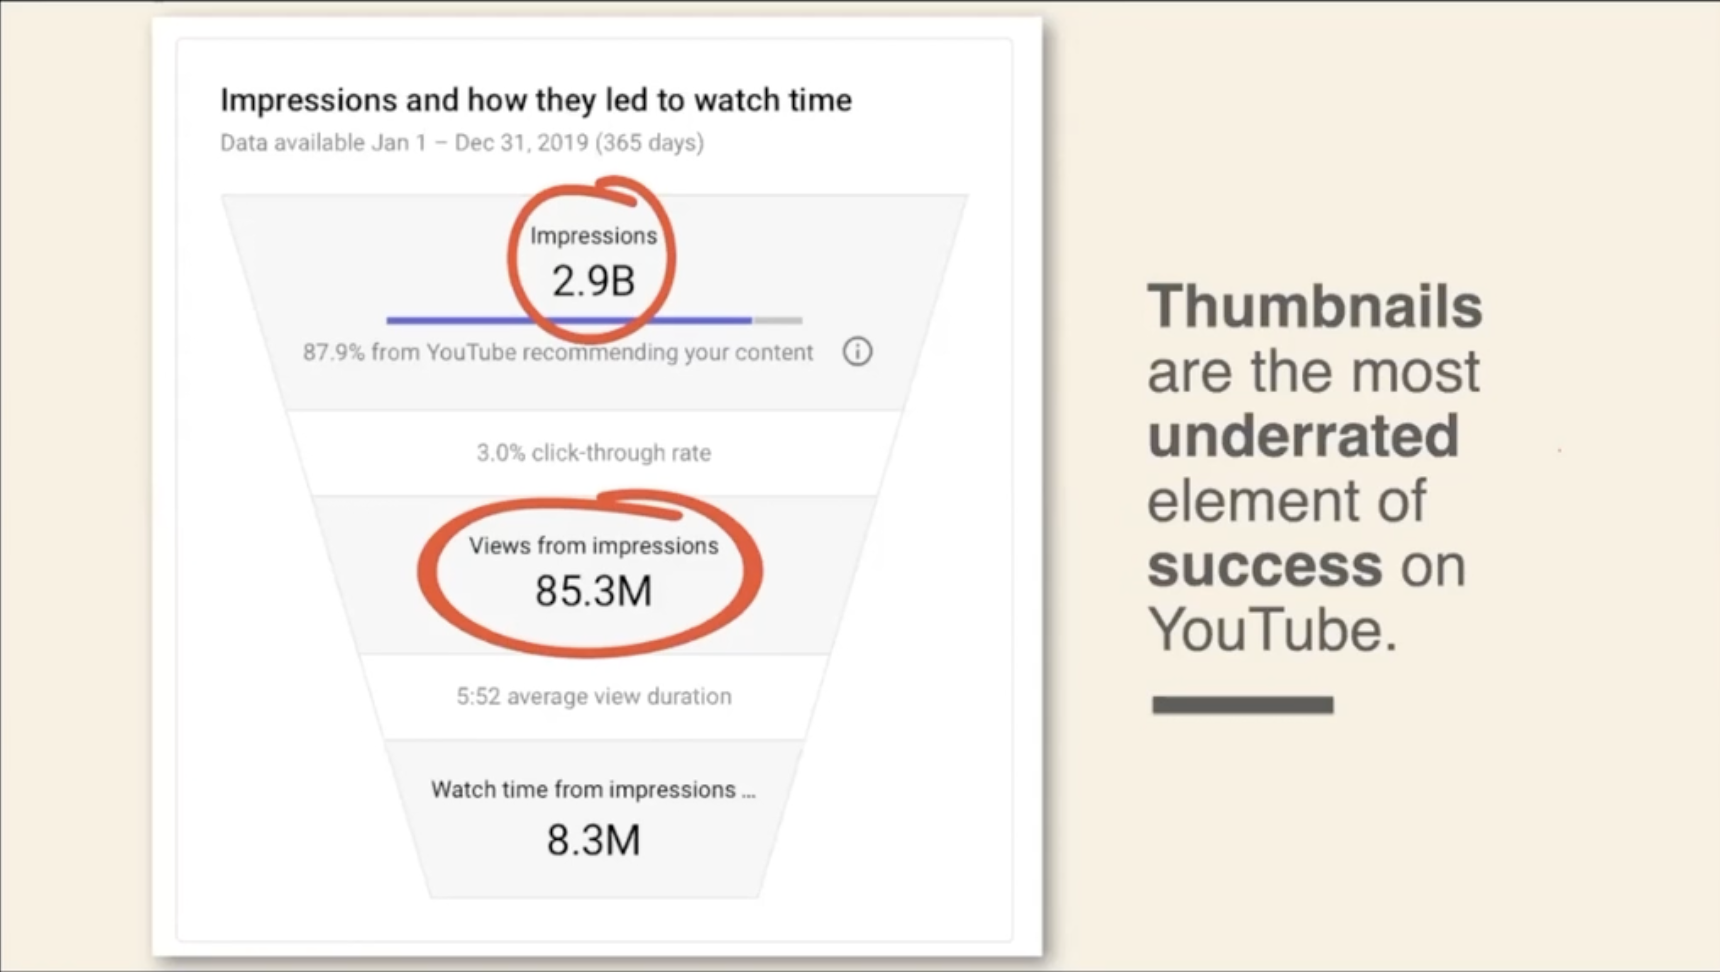 Impressions and how they led to watch time
Data available Jan 1 – Dec 31, 2019 (365 days)
Impressions
2.9B
87.9% from YouTube recommending your content
3.0% click-through rate
Views from impressions
85.3M
5:52 average view duration
Watch time from impressions ...
8.3M
Thumbnails
are the most
underrated
element of
success on
YouTube.